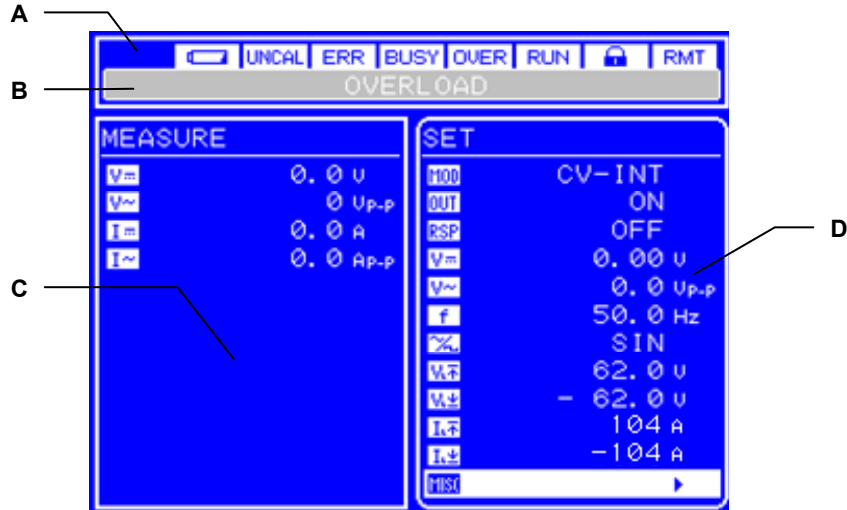 A
UNCAL ERR BUSY OVER RUN RMT
B
OVERLOAD
MEASURE
V 0.0 V
V~ 0 Vp-p
I 0.0 A
I~ 0.0 Ap-p
C
SET
MOD CV-INT
OUT ON
RSP OFF
V 0.00 V
V~ 0.0 Vp-p
f 50.0 Hz
SIN
V 62.0 V
V - 62.0 V
I 104 A
I -104 A
MISC
D